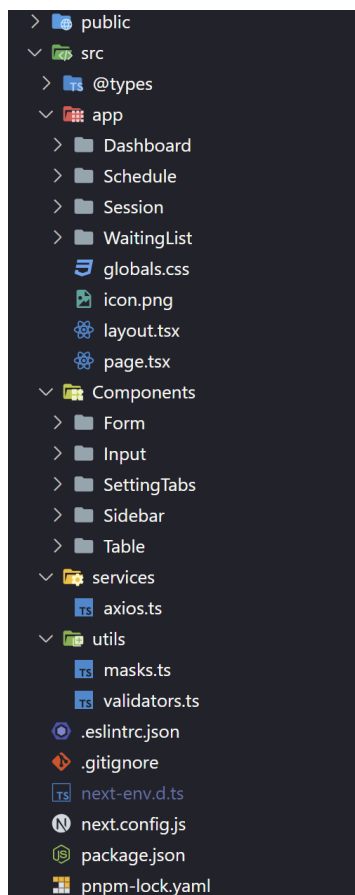 public
src
@types
app
Dashboard
Schedule
Session
WaitingList
globals.css
icon.png
layout.tsx
page.tsx
Components
Form
Input
SettingTabs
Sidebar
Table
services
axios.ts
utils
masks.ts
validators.ts
.eslintrc.json
.gitignore
next-env.d.ts
next.config.js
package.json
pnpm-lock.yaml